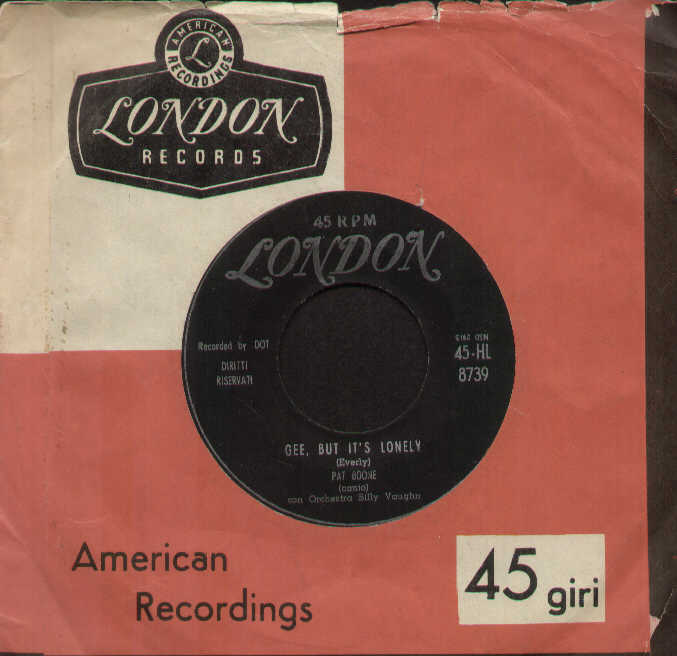 AMERICAN
L
RECORDINGS
LONDON
RECORDS
45 RPM
LONDON
Recorded by DOT
DIRITTI
RISERVATI
45-HL
8739
GEE, BUT IT'S LONELY
(Everly)
PAT BOONE
(canto)
con Orchestra Billy Vaughn
American
Recordings
45 giri